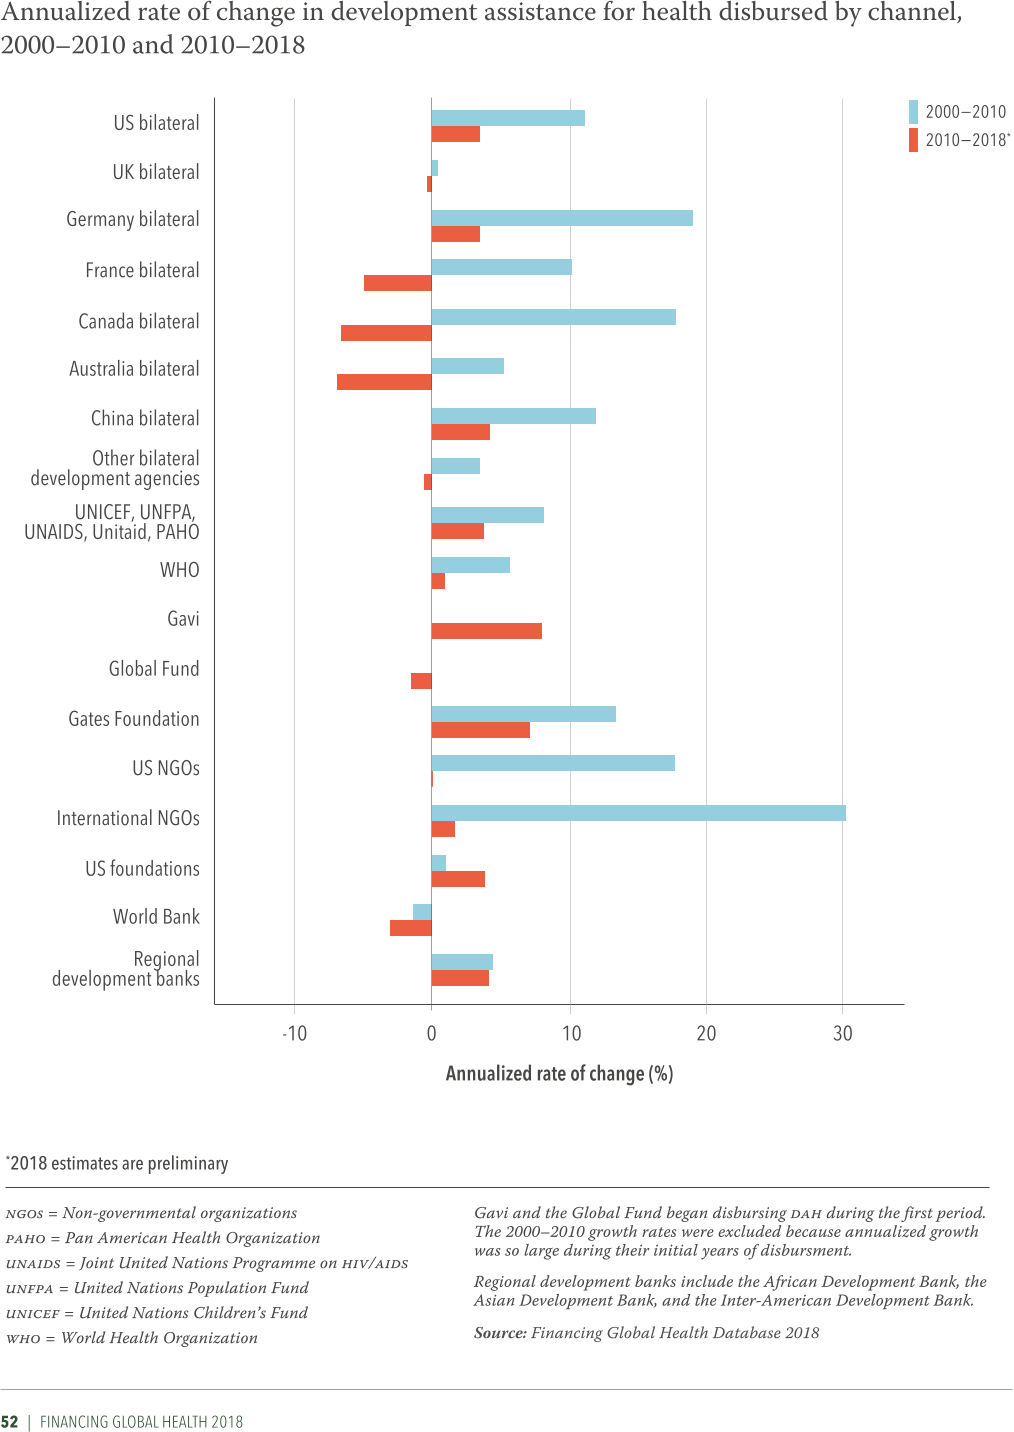 Annualized rate of change in development assistance for health disbursed by channel,
2000–2010 and 2010–2018
2000–2010
2010–2018*
US bilateral
UK bilateral
Germany bilateral
France bilateral
Canada bilateral
Australia bilateral
China bilateral
Other bilateral
development agencies
UNICEF, UNFPA,
UNAIDS, Unitaid, PAHO
WHO
Gavi
Global Fund
Gates Foundation
US NGOs
International NGOs
US foundations
World Bank
Regional
development banks
-10 0 10 20 30
Annualized rate of change (%)
*2018 estimates are preliminary
NGOs = Non-governmental organizations
PAHO = Pan American Health Organization
UNAIDS = Joint United Nations Programme on HIV/AIDS
UNFPA = United Nations Population Fund
UNICEF = United Nations Children's Fund
WHO = World Health Organization
Gavi and the Global Fund began disbursing DAH during the first period.
The 2000–2010 growth rates were excluded because annualized growth
was so large during their initial years of disbursment.
Regional development banks include the African Development Bank, the
Asian Development Bank, and the Inter-American Development Bank.
Source: Financing Global Health Database 2018
52 | FINANCING GLOBAL HEALTH 2018